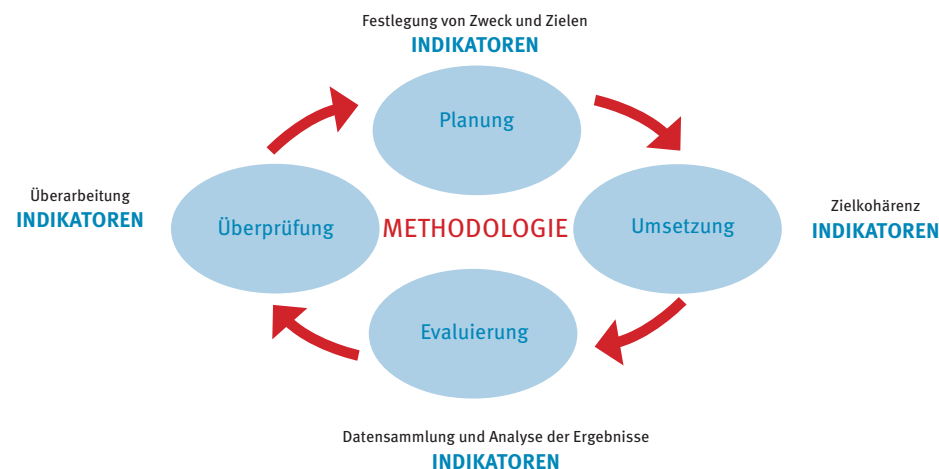 Festlegung von Zweck und Zielen
INDIKATOREN
Planung
Überarbeitung
INDIKATOREN
Überprüfung
METHODOLOGIE
Umsetzung
Zielkohärenz
INDIKATOREN
Evaluierung
Datensammlung und Analyse der Ergebnisse
INDIKATOREN